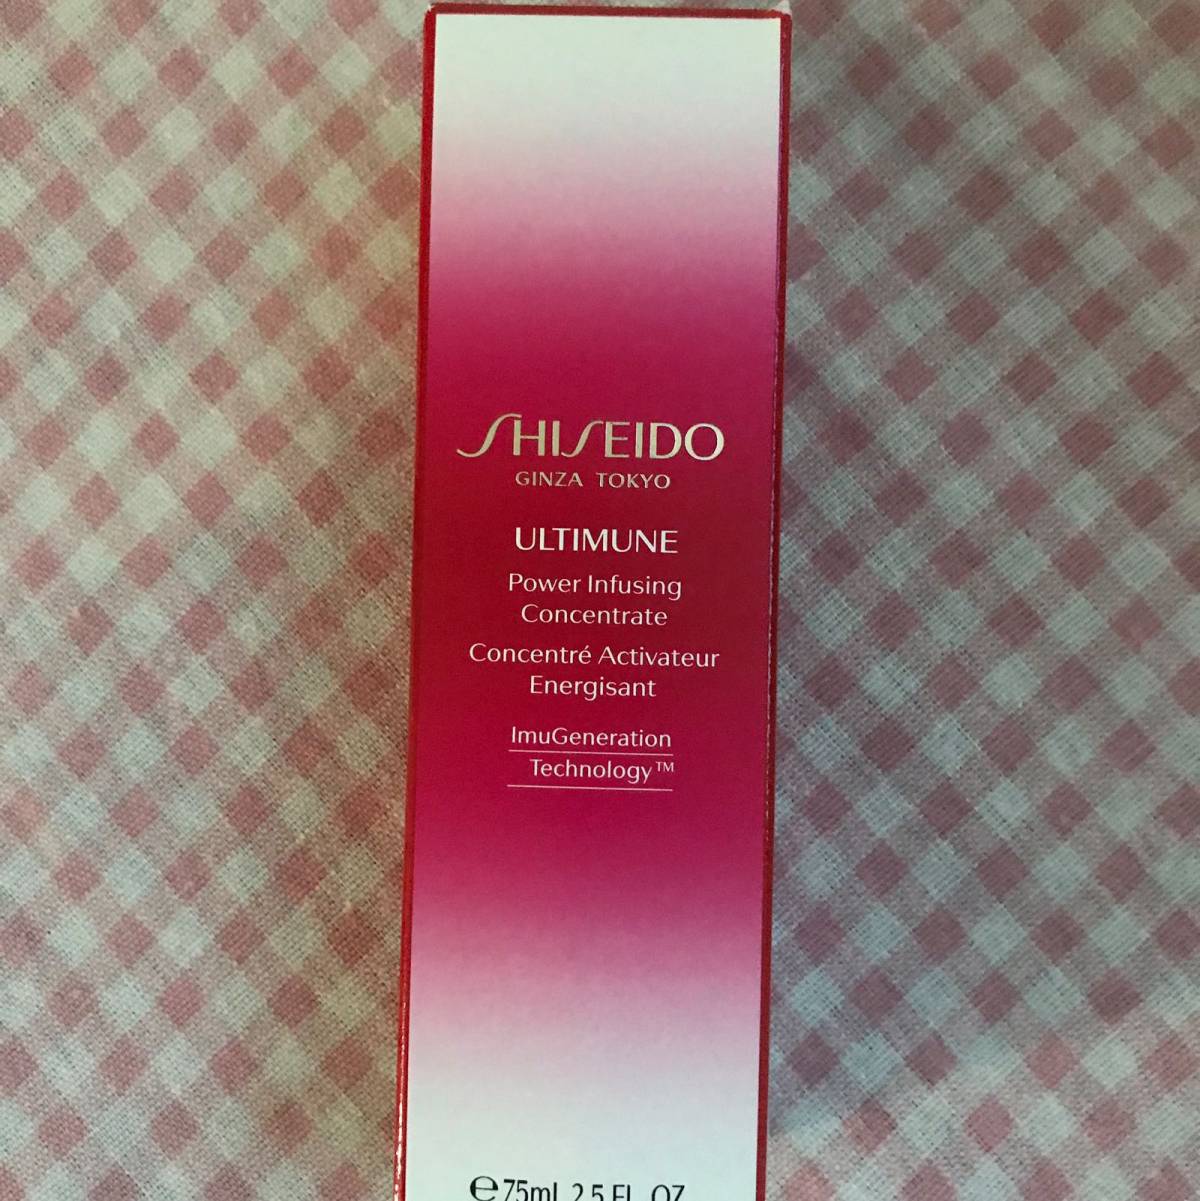 SHISEIDO
GINZA TOKYO
ULTIMUNE
Power Infusing
Concentrate
Concentré Activateur
Energisant
ImuGeneration
Technology™
℮75mL 2.5 FL. OZ.